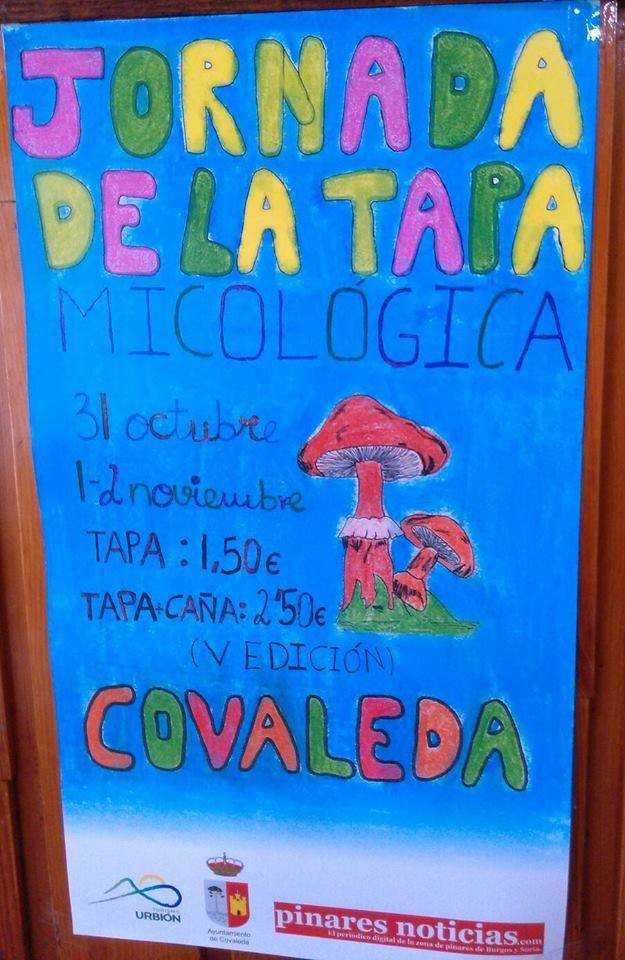 JORNADA
DE LA TAPA
MICOLÓGICA
31 octubre
1-2 noviembre
TAPA: 1,50€
TAPA+CAÑA: 2'50€
(V EDICIÓN)
COVALEDA
TURISMO
URBIÓN
Ayuntamiento
de Covaleda
pinares noticias.com
El periódico digital de la zona de pinares de Burgos y Soria.